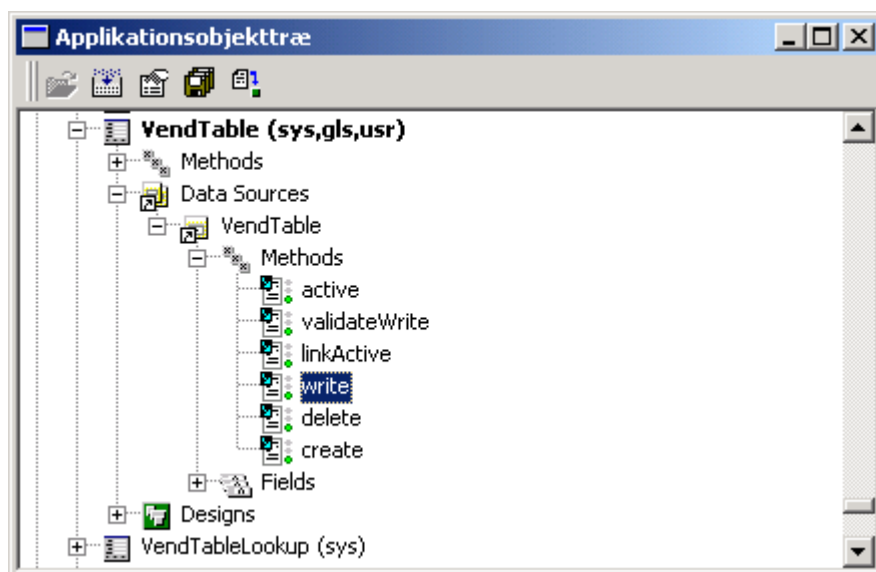 Applikationsobjekttræ
VendTable (sys,gls,usr)
Methods
Data Sources
VendTable
Methods
active
validateWrite
linkActive
write
delete
create
Fields
Designs
VendTableLookup (sys)